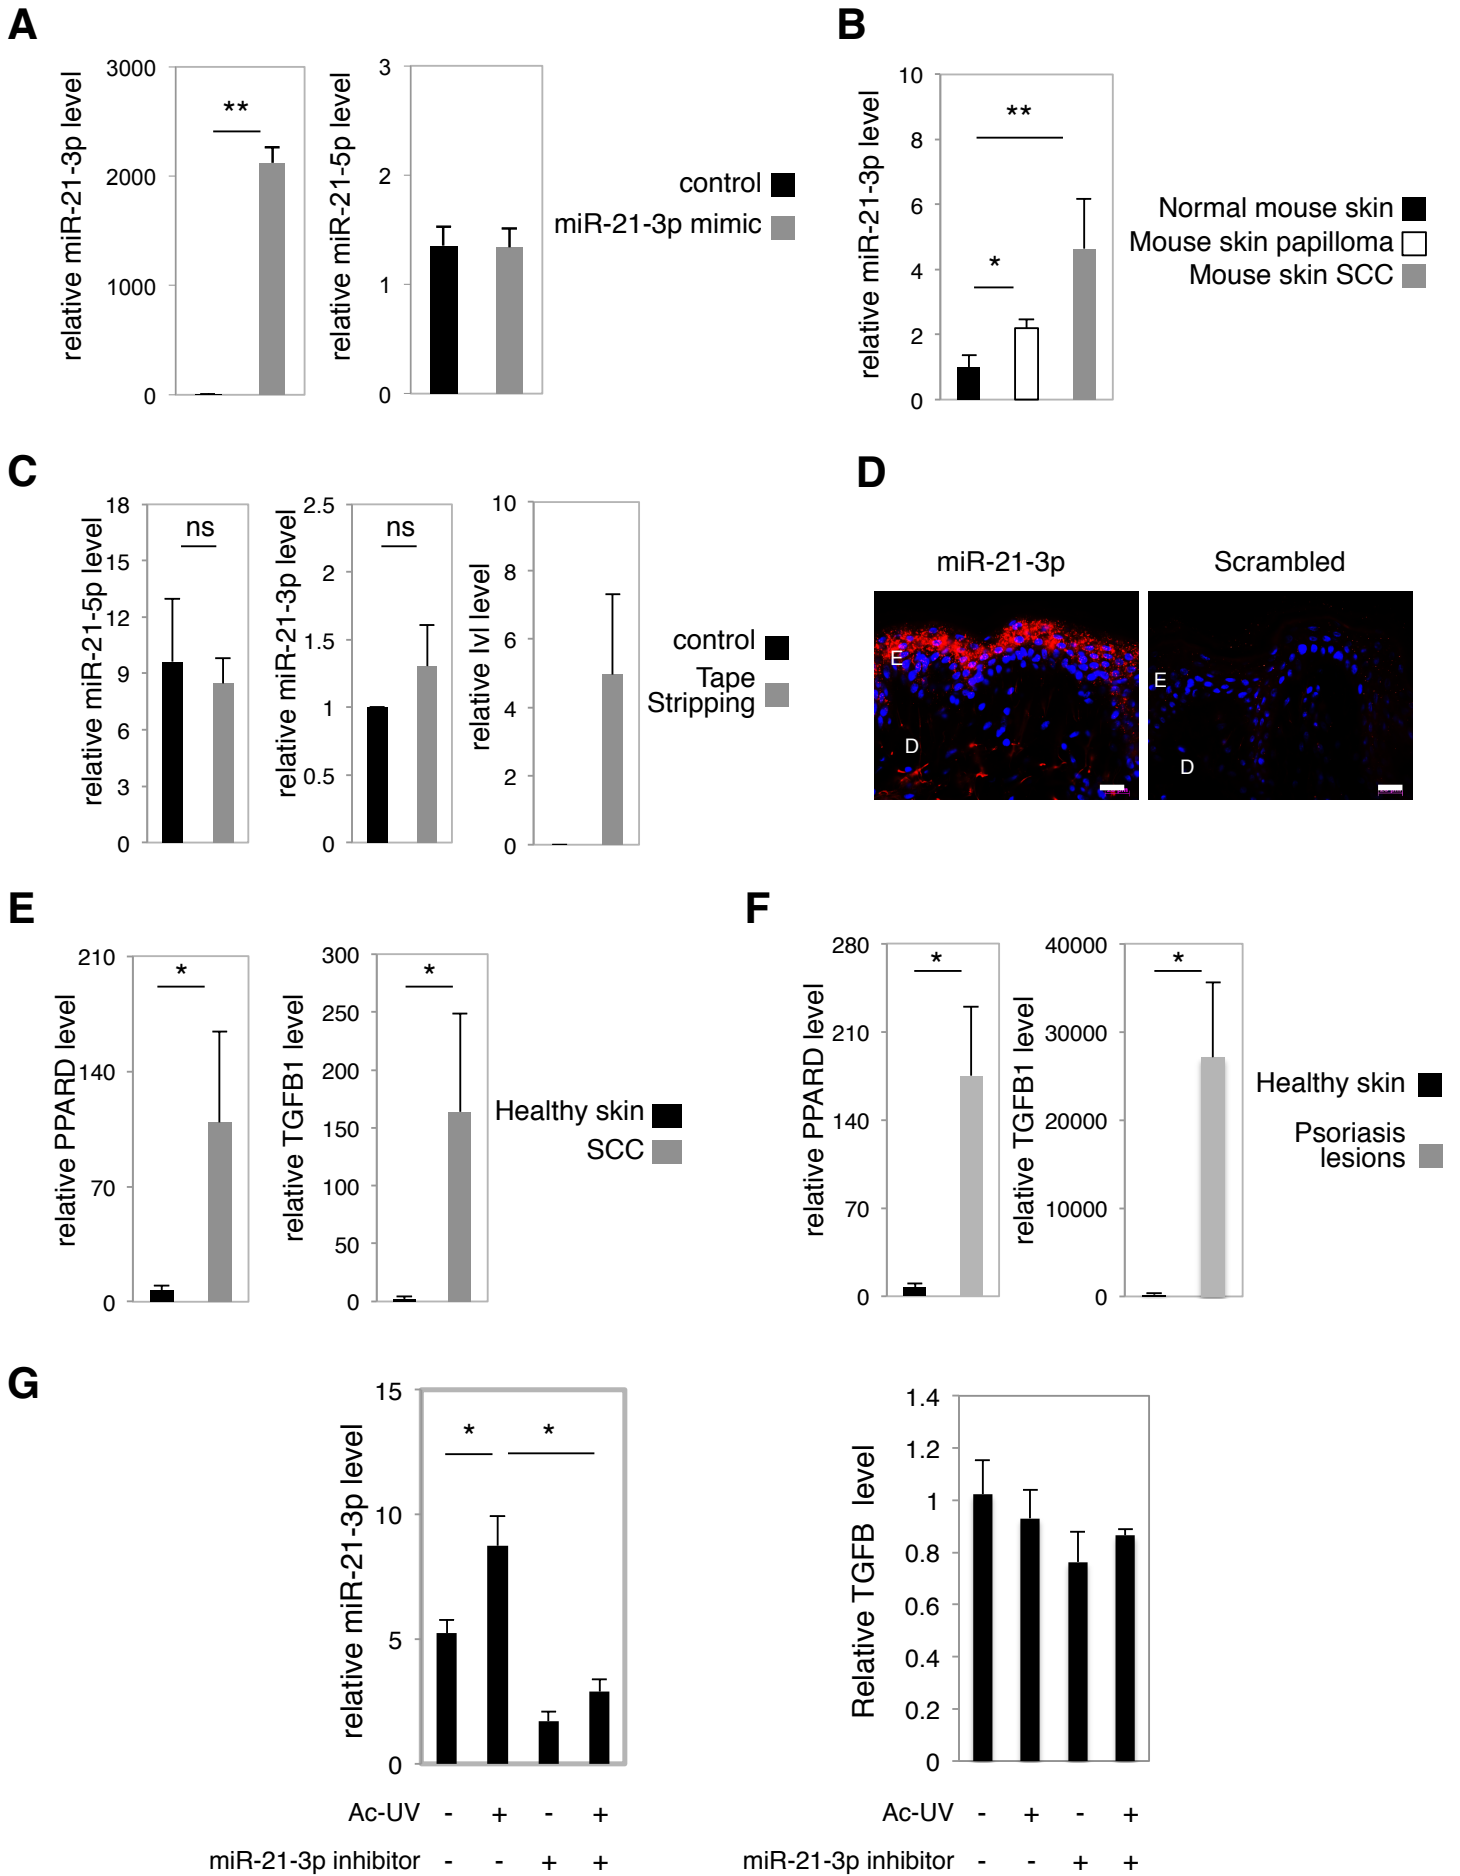 A
relative miR-21-3p level
3000
2000
1000
0
**
relative miR-21-5p level
3
2
1
0
control
miR-21-3p mimic
B
relative miR-21-3p level
10
8
6
4
2
0
**
*
Normal mouse skin
Mouse skin papilloma
Mouse skin SCC
C
relative miR-21-5p level
18
15
12
9
6
3
0
ns
relative miR-21-3p level
2.5
2
1.5
1
0.5
0
ns
relative Ivl level
10
8
6
4
2
0
control
Tape
Stripping
D
miR-21-3p
Scrambled
E
D
E
D
E
relative PPARD level
210
140
70
0
*
relative TGFB1 level
300
250
200
150
100
50
0
*
Healthy skin
SCC
F
relative PPARD level
280
210
140
70
0
*
relative TGFB1 level
40000
30000
20000
10000
0
*
Healthy skin
Psoriasis
lesions
G
relative miR-21-3p level
15
10
5
0
* *
Ac-UV - + - +
miR-21-3p inhibitor - - + +
Relative TGFB level
1.4
1.2
1
0.8
0.6
0.4
0.2
0
Ac-UV - + - +
miR-21-3p inhibitor - - + +